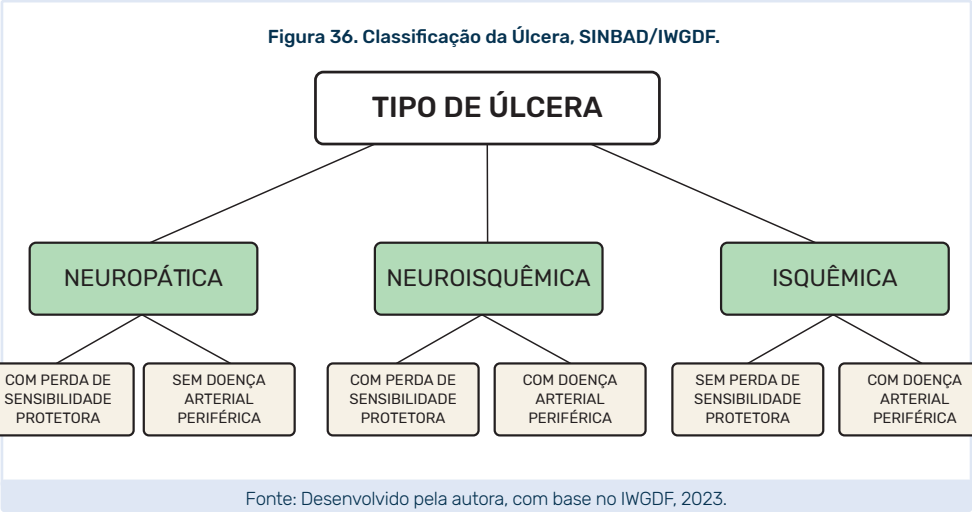 Figura 36. Classificação da Úlcera, SINBAD/IWGDF.
TIPO DE ÚLCERA
NEUROPÁTICA
NEUROISQUÊMICA
ISQUÊMICA
COM PERDA DE
SENSIBILIDADE
PROTETORA
SEM DOENÇA
ARTERIAL
PERIFÉRICA
COM PERDA DE
SENSIBILIDADE
PROTETORA
COM DOENÇA
ARTERIAL
PERIFÉRICA
SEM PERDA DE
SENSIBILIDADE
PROTETORA
COM DOENÇA
ARTERIAL
PERIFÉRICA
Fonte: Desenvolvido pela autora, com base no IWGDF, 2023.